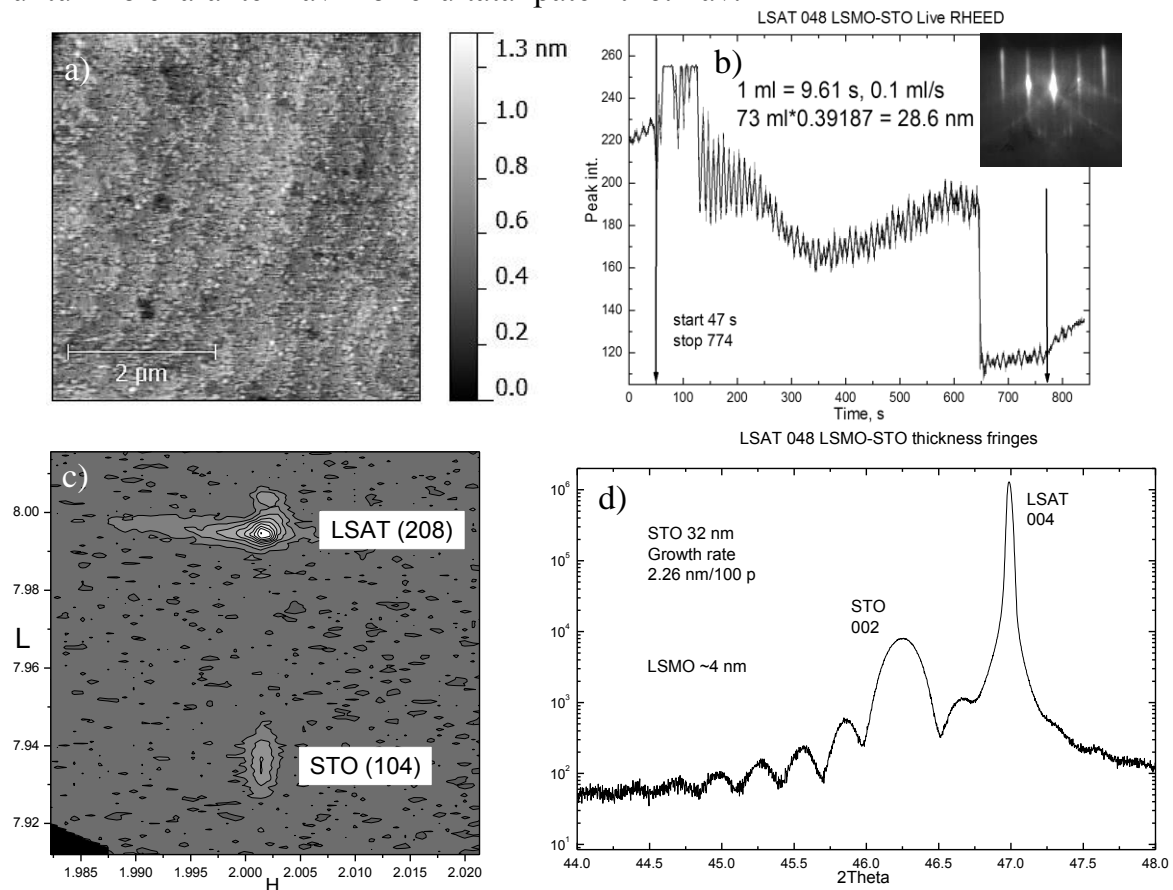 a)
1.3 nm
1.0
0.8
0.6
0.4
0.2
0.0
2 µm
LSAT 048 LSMO-STO Live RHEED
b)
1 ml = 9.61 s, 0.1 ml/s
73 ml*0.39187 = 28.6 nm
Peak int.
260
240
220
200
180
160
140
120
start 47 s
stop 774
0 100 200 300 400 500 600 700 800
Time, s
c)
LSAT (208)
STO (104)
L
8.00
7.98
7.96
7.94
7.92
1.985 1.990 1.995 2.000 2.005 2.010 2.015 2.020
H
LSAT 048 LSMO-STO thickness fringes
d)
STO 32 nm
Growth rate
2.26 nm/100 p
LSMO ~4 nm
STO
002
LSAT
004
10⁶
10⁵
10⁴
10³
10²
10¹
44.0 44.5 45.0 45.5 46.0 46.5 47.0 47.5 48.0
2Theta